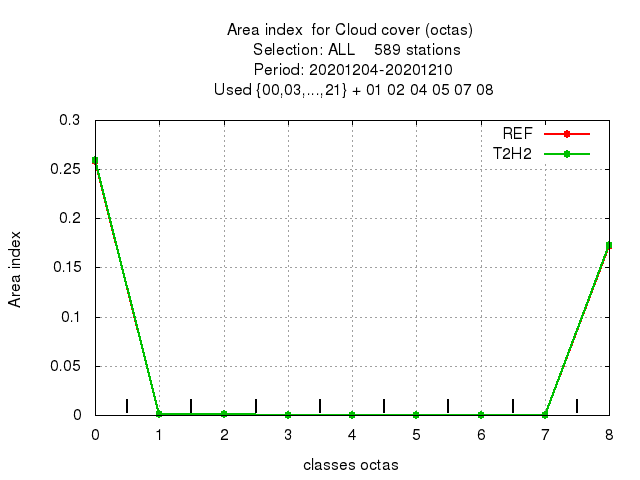 Area index  for Cloud cover (octas)
Selection: ALL    589 stations
Period: 20201204-20201210
Used {00,03,...,21} + 01 02 04 05 07 08
REF
T2H2
Area index
0.3
0.25
0.2
0.15
0.1
0.05
0
0 1 2 3 4 5 6 7 8
classes octas